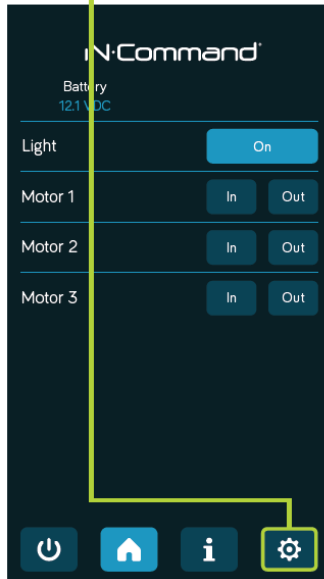 iN·Command
Battery
12.1 VDC
Light On
Motor 1 In Out
Motor 2 In Out
Motor 3 In Out